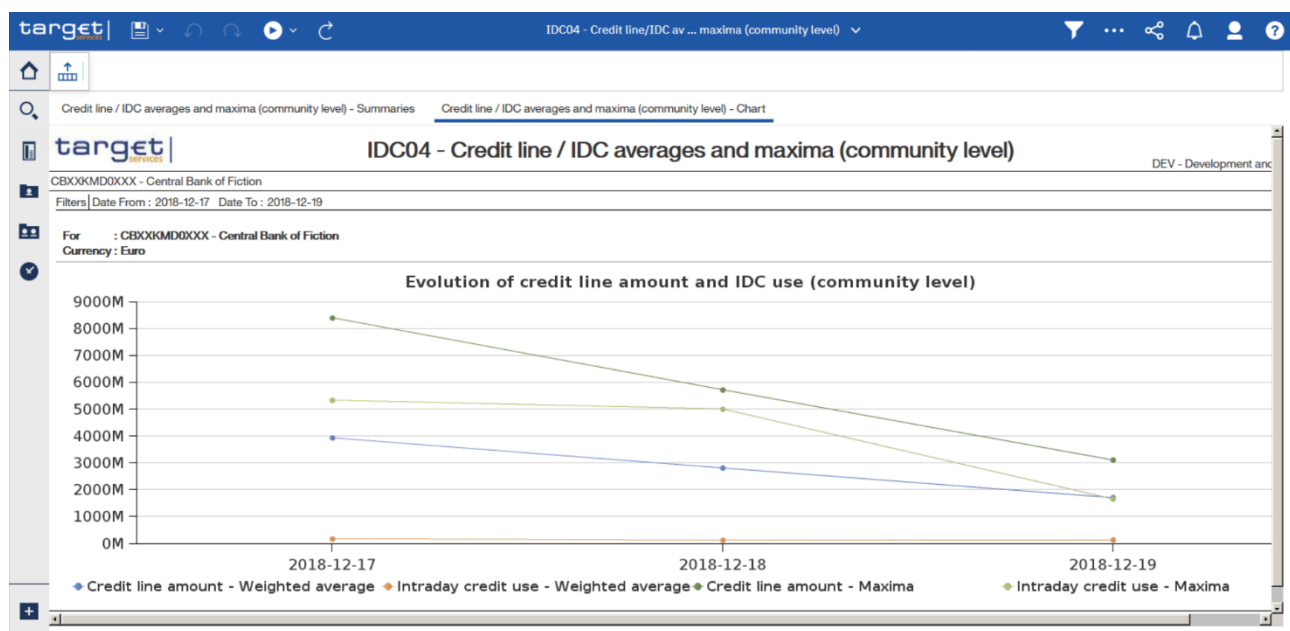 target|
services
IDC04 - Credit line/IDC av ... maxima (community level)
?
Credit line / IDC averages and maxima (community level) - Summaries
Credit line / IDC averages and maxima (community level) - Chart
target|
services
IDC04 - Credit line / IDC averages and maxima (community level)
DEV - Development and
CBXXKMD0XXX - Central Bank of Fiction
Filters Date From : 2018-12-17 Date To : 2018-12-19
For : CBXXKMD0XXX - Central Bank of Fiction
Currency : Euro
Evolution of credit line amount and IDC use (community level)
9000M
8000M
7000M
6000M
5000M
4000M
3000M
2000M
1000M
0M
2018-12-17 2018-12-18 2018-12-19
Credit line amount - Weighted average Intraday credit use - Weighted average Credit line amount - Maxima Intraday credit use - Maxima